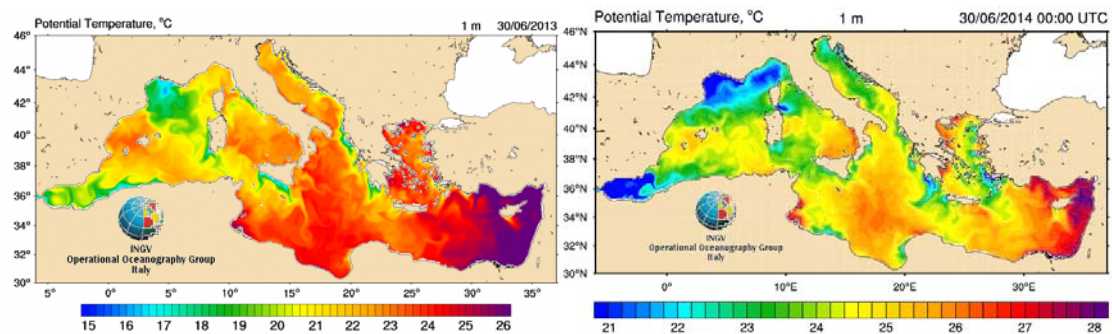 Potential Temperature, °C 1 m 30/06/2013
46°
44°
42°
40°
38°
36°
34°
32°
30°
INGV
Operational Oceanography Group
Italy
5° 0° 5° 10° 15° 20° 25° 30° 35°
15 16 17 18 19 20 21 22 23 24 25 26
Potential Temperature, °C 1 m 30/06/2014 00:00 UTC
46°N
44°N
42°N
40°N
38°N
36°N
34°N
32°N
30°N
INGV
Operational Oceanography Group
Italy
0° 10°E 20°E 30°E
21 22 23 24 25 26 27 28